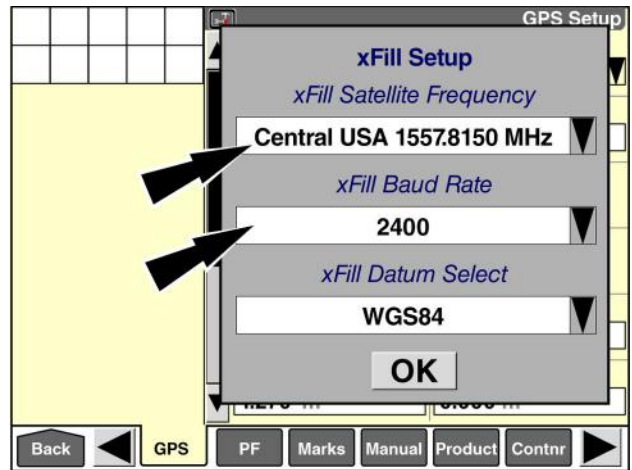 GPS Setup
xFill Setup
xFill Satellite Frequency
Central USA 1557.8150 MHz
xFill Baud Rate
2400
xFill Datum Select
WGS84
OK
Back
GPS
PF
Marks
Manual
Product
Contnr